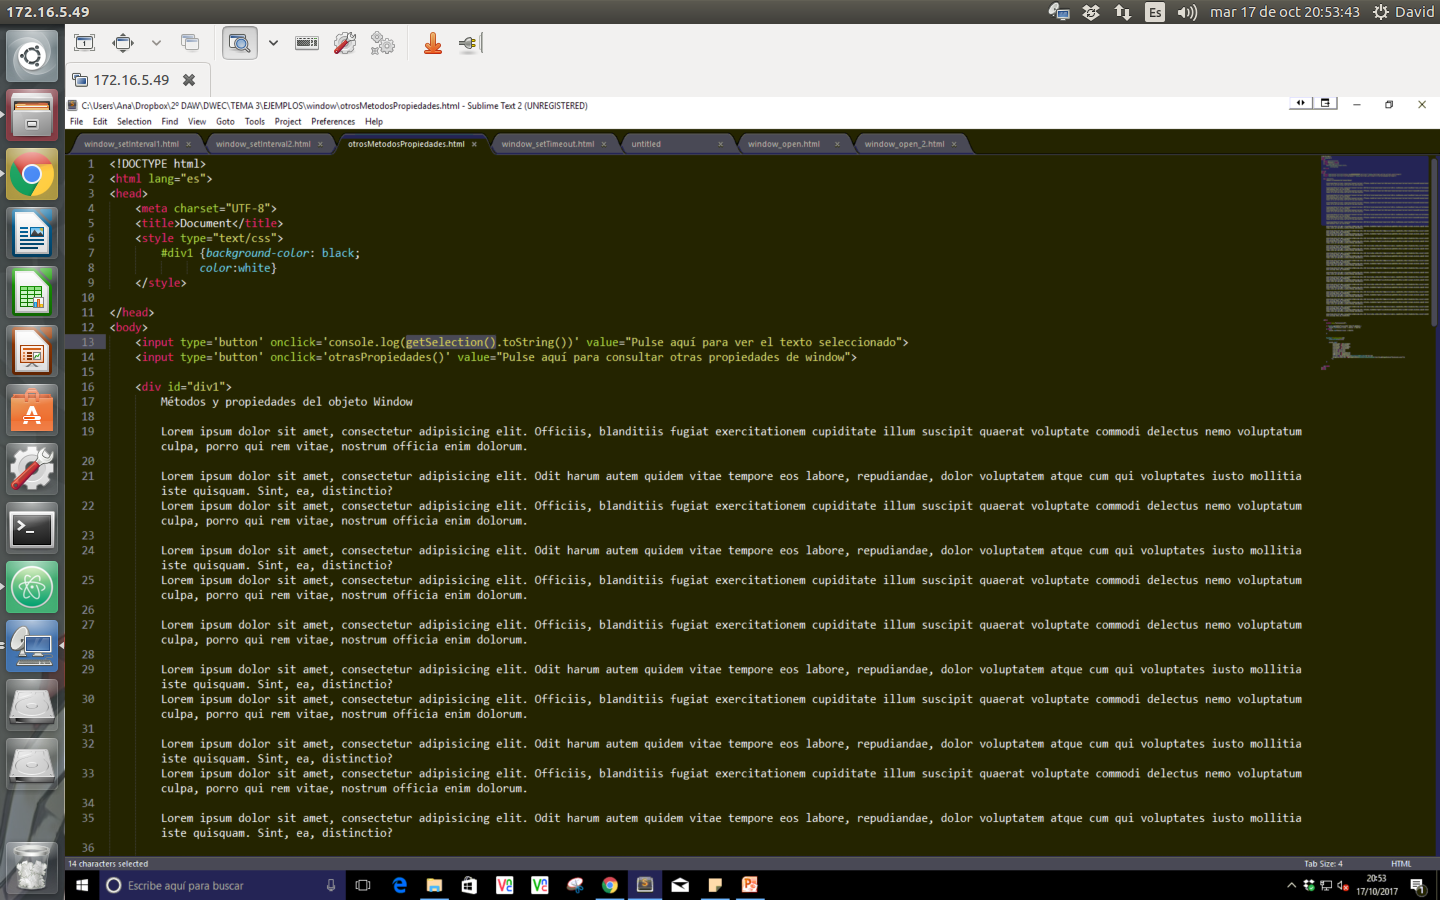 172.16.5.49
Es
mar 17 de oct 20:53:43
David
172.16.5.49
C:\Users\Ana\Dropbox\2º DAW\DWEC\TEMA 3\EJEMPLOS\window\otrosMetodosPropiedades.html - Sublime Text 2 (UNREGISTERED)
File Edit Selection Find View Goto Tools Project Preferences Help
window_setInterval1.html window_setInterval2.html otrosMetodosPropiedades.html window_setTimeout.html untitled window_open.html window_open_2.html
1 <!DOCTYPE html>
2 <html lang="es">
3 <head>
4 <meta charset="UTF-8">
5 <title>Document</title>
6 <style type="text/css">
7 #div1 {background-color: black;
8 color:white}
9 </style>
10
11 </head>
12 <body>
13 <input type='button' onclick='console.log(getSelection().toString())' value="Pulse aquí para ver el texto seleccionado">
14 <input type='button' onclick='otrasPropiedades()' value="Pulse aquí para consultar otras propiedades de window">
15
16 <div id="div1">
17 Métodos y propiedades del objeto Window
18
19 Lorem ipsum dolor sit amet, consectetur adipisicing elit. Officiis, blanditiis fugiat exercitationem cupiditate illum suscipit quaerat voluptate commodi delectus nemo voluptatum
culpa, porro qui rem vitae, nostrum officia enim dolorum.
20
21 Lorem ipsum dolor sit amet, consectetur adipisicing elit. Odit harum autem quidem vitae tempore eos labore, repudiandae, dolor voluptatem atque cum qui voluptates iusto mollitia
iste quisquam. Sint, ea, distinctio?
22 Lorem ipsum dolor sit amet, consectetur adipisicing elit. Officiis, blanditiis fugiat exercitationem cupiditate illum suscipit quaerat voluptate commodi delectus nemo voluptatum
culpa, porro qui rem vitae, nostrum officia enim dolorum.
23
24 Lorem ipsum dolor sit amet, consectetur adipisicing elit. Odit harum autem quidem vitae tempore eos labore, repudiandae, dolor voluptatem atque cum qui voluptates iusto mollitia
iste quisquam. Sint, ea, distinctio?
25 Lorem ipsum dolor sit amet, consectetur adipisicing elit. Officiis, blanditiis fugiat exercitationem cupiditate illum suscipit quaerat voluptate commodi delectus nemo voluptatum
culpa, porro qui rem vitae, nostrum officia enim dolorum.
26
27 Lorem ipsum dolor sit amet, consectetur adipisicing elit. Officiis, blanditiis fugiat exercitationem cupiditate illum suscipit quaerat voluptate commodi delectus nemo voluptatum
culpa, porro qui rem vitae, nostrum officia enim dolorum.
28
29 Lorem ipsum dolor sit amet, consectetur adipisicing elit. Odit harum autem quidem vitae tempore eos labore, repudiandae, dolor voluptatem atque cum qui voluptates iusto mollitia
iste quisquam. Sint, ea, distinctio?
30 Lorem ipsum dolor sit amet, consectetur adipisicing elit. Officiis, blanditiis fugiat exercitationem cupiditate illum suscipit quaerat voluptate commodi delectus nemo voluptatum
culpa, porro qui rem vitae, nostrum officia enim dolorum.
31
32 Lorem ipsum dolor sit amet, consectetur adipisicing elit. Odit harum autem quidem vitae tempore eos labore, repudiandae, dolor voluptatem atque cum qui voluptates iusto mollitia
iste quisquam. Sint, ea, distinctio?
33 Lorem ipsum dolor sit amet, consectetur adipisicing elit. Officiis, blanditiis fugiat exercitationem cupiditate illum suscipit quaerat voluptate commodi delectus nemo voluptatum
culpa, porro qui rem vitae, nostrum officia enim dolorum.
34
35 Lorem ipsum dolor sit amet, consectetur adipisicing elit. Odit harum autem quidem vitae tempore eos labore, repudiandae, dolor voluptatem atque cum qui voluptates iusto mollitia
iste quisquam. Sint, ea, distinctio?
36
14 characters selected
Tab Size: 4
HTML
Escribe aquí para buscar
20:53
17/10/2017
1